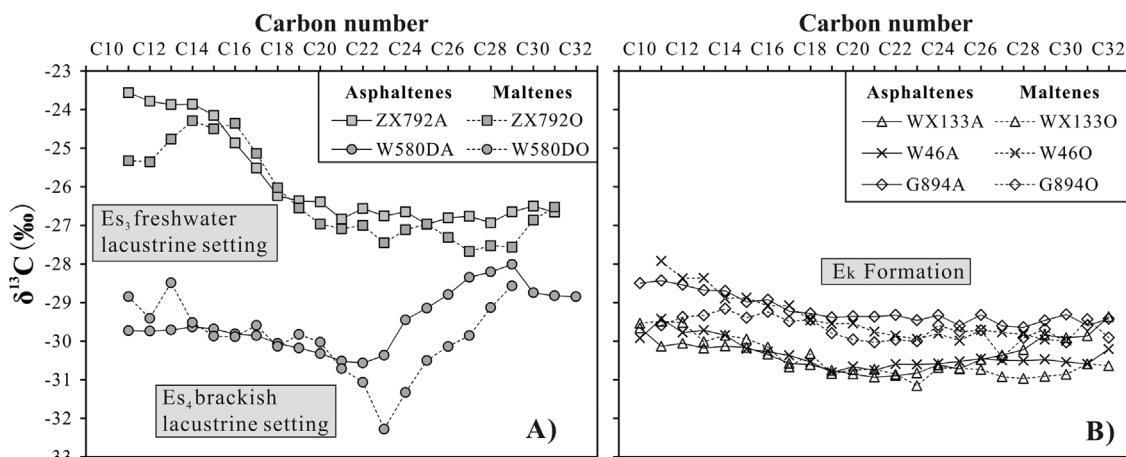 Carbon number
C10 C12 C14 C16 C18 C20 C22 C24 C26 C28 C30 C32
-23
-24
-25
-26
-27
-28
-29
-30
-31
-32
-33
δ13C(‰)
Asphaltenes Maltenes
ZX792A ZX792O
W580DA W580DO
Es3 freshwater
lacustrine setting
Es4 brackish
lacustrine setting
A)
Carbon number
C10 C12 C14 C16 C18 C20 C22 C24 C26 C28 C30 C32
Asphaltenes Maltenes
WX133A WX133O
W46A W46O
G894A G894O
Ek Formation
B)